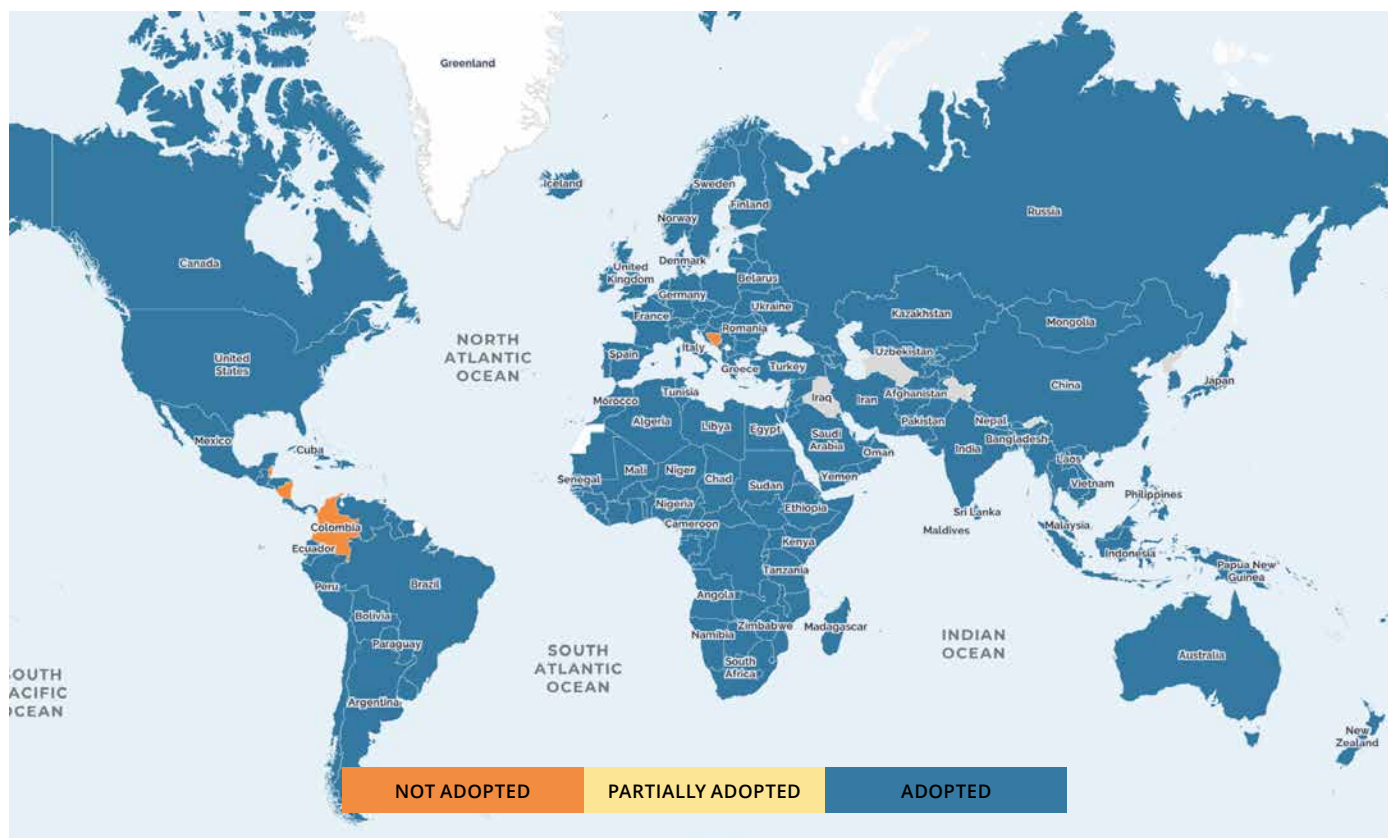 Greenland
Iceland
Sweden
Finland
Norway
Russia
Canada
United
Kingdom
Denmark
Belarus
Germany
Ukraine
France
Kazakhstan
Mongolia
Romania
NORTH
ATLANTIC
OCEAN
Italy
Uzbekistan
United
States
Spain
Greece
Turkey
China
Japan
Tunisia
Iraq
Iran
Afghanistan
Morocco
Algeria
Libya
Egypt
Pakistan
Nepal
Mexico
Cuba
Saudi
Arabia
India
Bangladesh
Oman
Laos
Senegal
Mali
Niger
Chad
Sudan
Yemen
Vietnam
Philippines
Nigeria
Ethiopia
Sri Lanka
Colombia
Cameroon
Maldives
Malaysia
Ecuador
Kenya
Indonesia
Peru
Brazil
Tanzania
Papua New
Guinea
Angola
Bolivia
Zimbabwe
Madagascar
Namibia
INDIAN
OCEAN
Paraguay
SOUTH
ATLANTIC
OCEAN
South
Africa
Australia
SOUTH
ACIFIC
OCEAN
Argentina
New
Zealand
NOT ADOPTED
PARTIALLY ADOPTED
ADOPTED